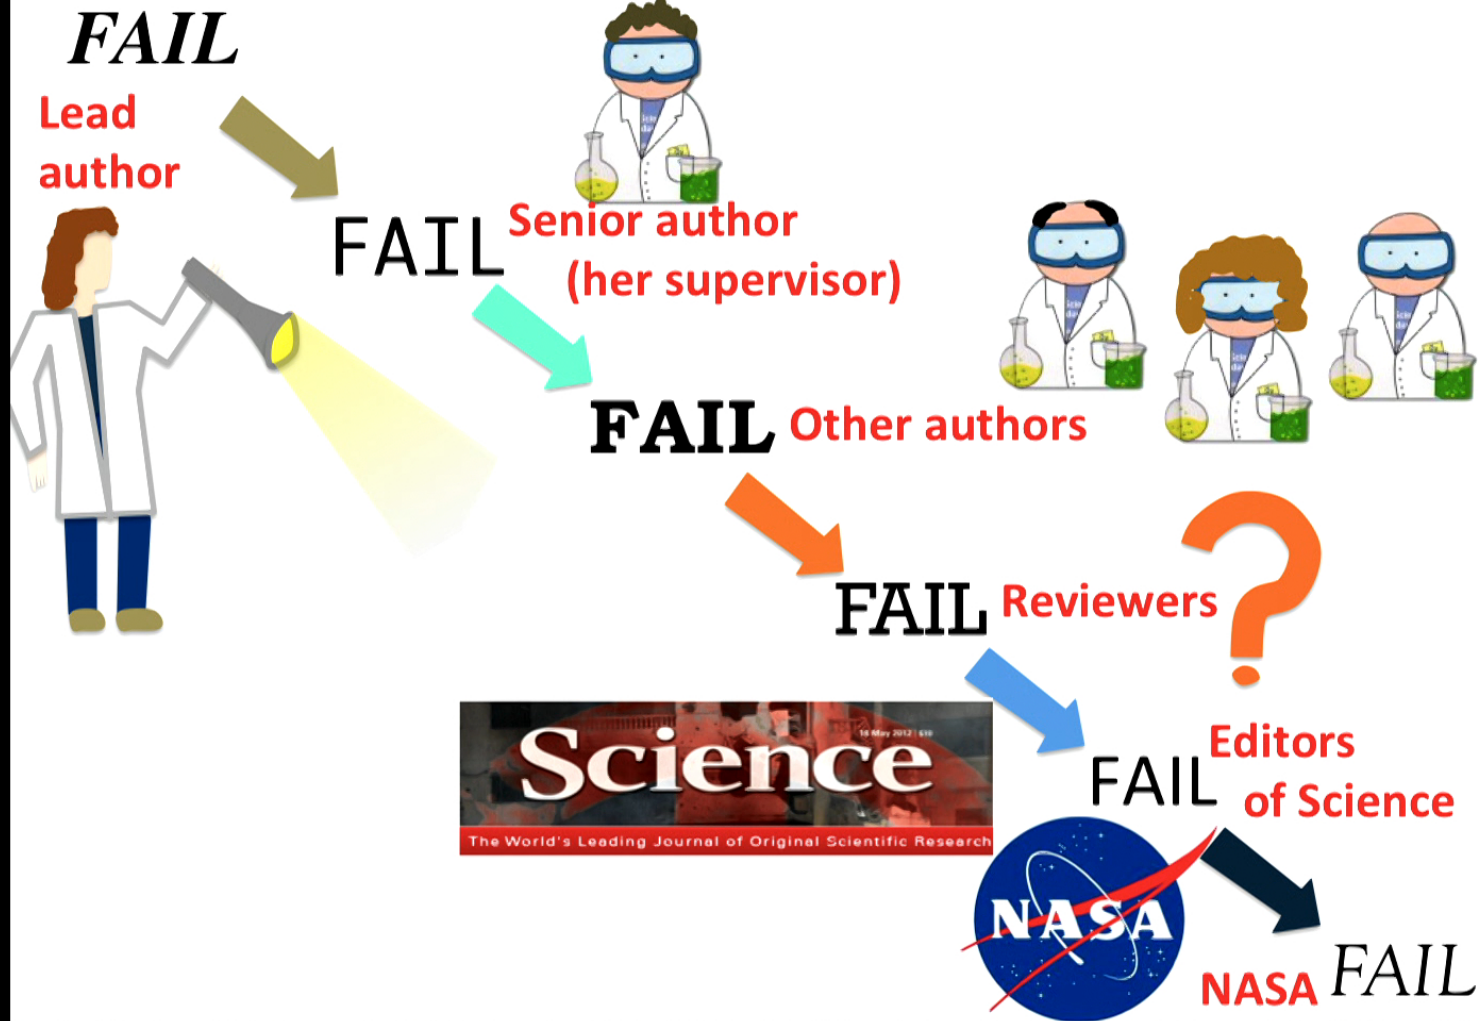 FAIL
Lead
author
FAIL
Senior author
(her supervisor)
FAIL
Other authors
FAIL
Reviewers
?
Science
The World's Leading Journal of Original Scientific Research
FAIL
Editors
of Science
NASA
NASA
FAIL